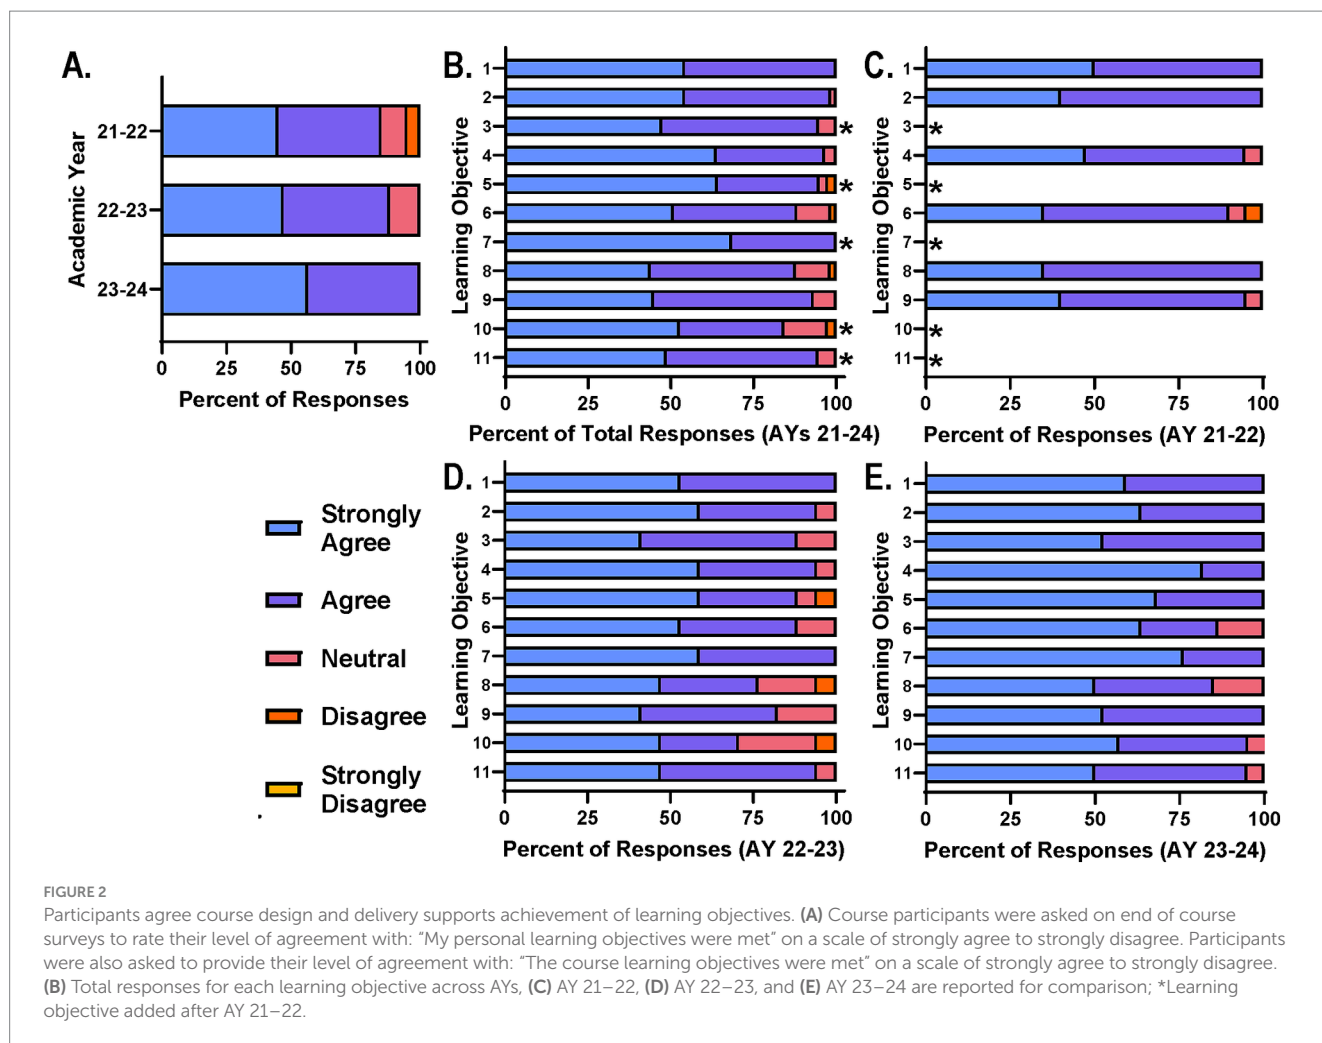 A.
Academic Year
21-22
22-23
23-24
0 50 75 100
Percent of Responses
B.
Learning Objective
1
2
3 *
4
5 *
6
7 *
8
9
10 *
11 *
0 25 50 75 100
Percent of Total Responses (AYs 21-24)
C.
Learning Objective
1
2
3 *
4
5 *
6
7 *
8
9
10 *
11 *
0 25 50 75 100
Percent of Responses (AY 21-22)
Strongly
Agree
Agree
Neutral
Disagree
Strongly
Disagree
D.
Learning Objective
1
2
3
4
5
6
7
8
9
10
11
0 25 50 75 100
Percent of Responses (AY 22-23)
E.
Learning Objective
1
2
3
4
5
6
7
8
9
10
11
0 25 50 75 100
Percent of Responses (AY 23-24)
FIGURE 2
Participants agree course design and delivery supports achievement of learning objectives. (A) Course participants were asked on end of course
surveys to rate their level of agreement with: “My personal learning objectives were met” on a scale of strongly agree to strongly disagree. Participants
were also asked to provide their level of agreement with: “The course learning objectives were met” on a scale of strongly agree to strongly disagree.
(B) Total responses for each learning objective across AYs, (C) AY 21–22, (D) AY 22–23, and (E) AY 23–24 are reported for comparison; *Learning
objective added after AY 21–22.